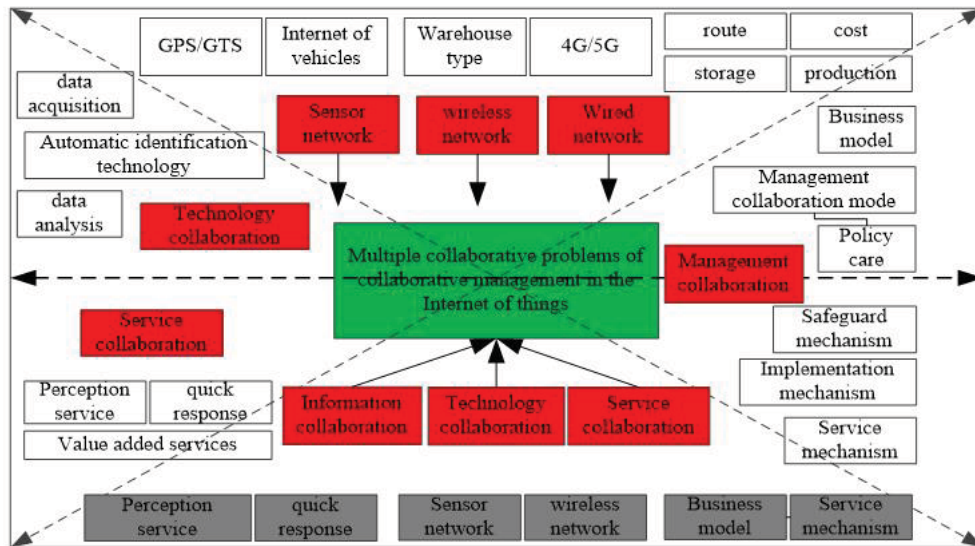 GPS/GTS
Internet of
vehicles
Warehouse
type
4G/5G
route
cost
storage
production
data
acquisition
Sensor
network
wireless
network
Wired
network
Business
model
Automatic identification
technology
Management
collaboration mode
data
analysis
Technology
collaboration
Policy
care
Multiple collaborative problems of
collaborative management in the
Internet of things
Management
collaboration
Service
collaboration
Safeguard
mechanism
Implementation
mechanism
Perception
service
quick
response
Value added services
Information
collaboration
Technology
collaboration
Service
collaboration
Service
mechanism
Perception
service
quick
response
Sensor
network
wireless
network
Business
model
Service
mechanism